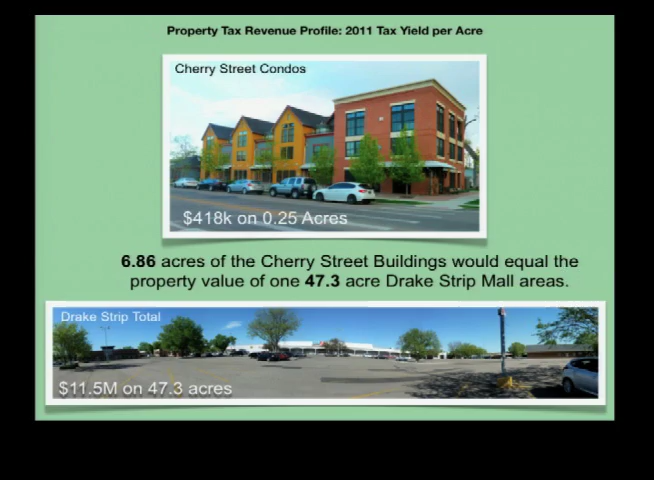 Property Tax Revenue Profile: 2011 Tax Yield per Acre
Cherry Street Condos
$418k on 0.25 Acres
6.86 acres of the Cherry Street Buildings would equal the
property value of one 47.3 acre Drake Strip Mall areas.
Drake Strip Total
$11.5M on 47.3 acres